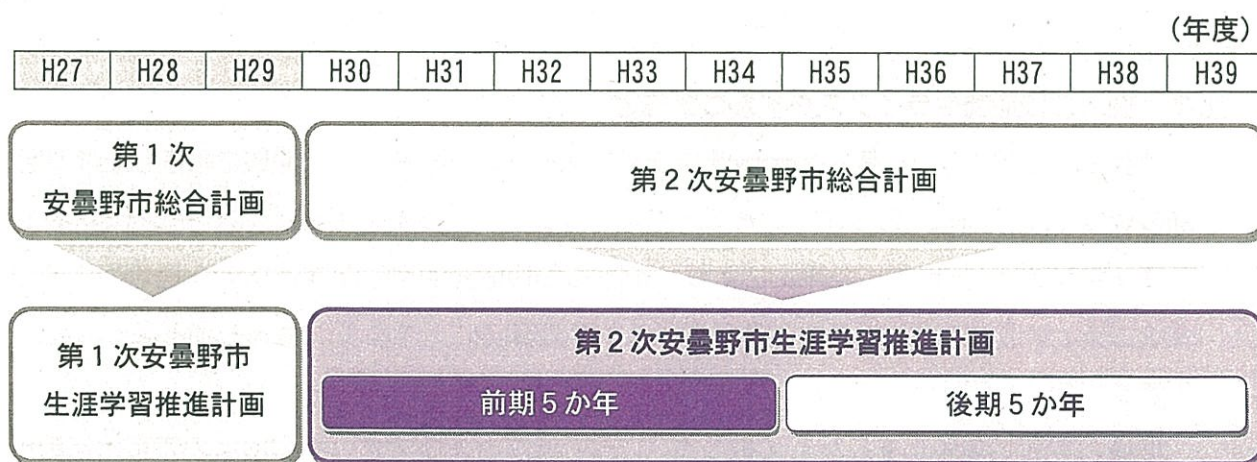 (年度)
H27 H28 H29 H30 H31 H32 H33 H34 H35 H36 H37 H38 H39
第1次
安曇野市総合計画
第2次安曇野市総合計画
第1次安曇野市
生涯学習推進計画
第2次安曇野市生涯学習推進計画
前期5か年
後期5か年